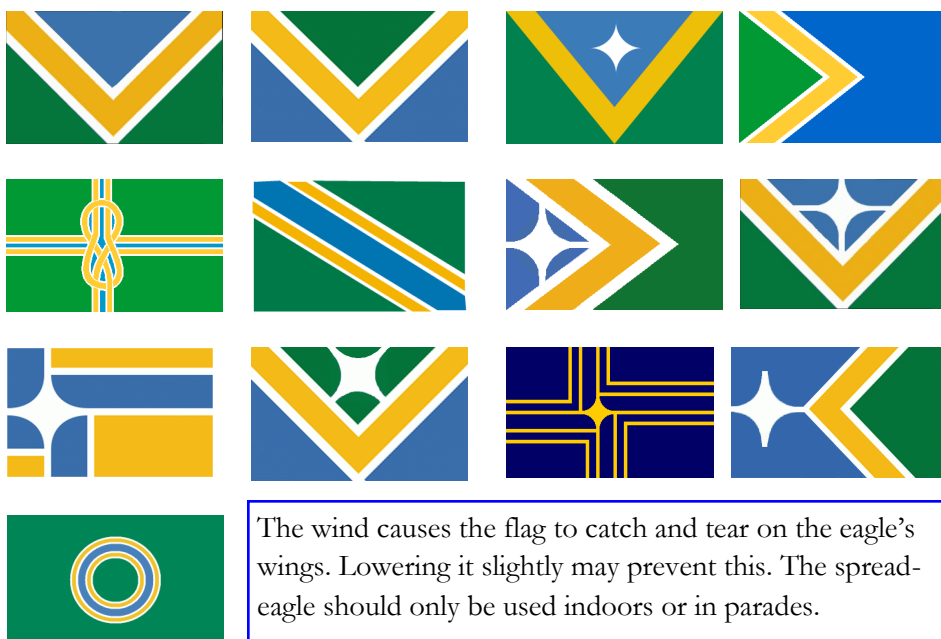 The wind causes the flag to catch and tear on the eagle’s
wings. Lowering it slightly may prevent this. The spread-
eagle should only be used indoors or in parades.